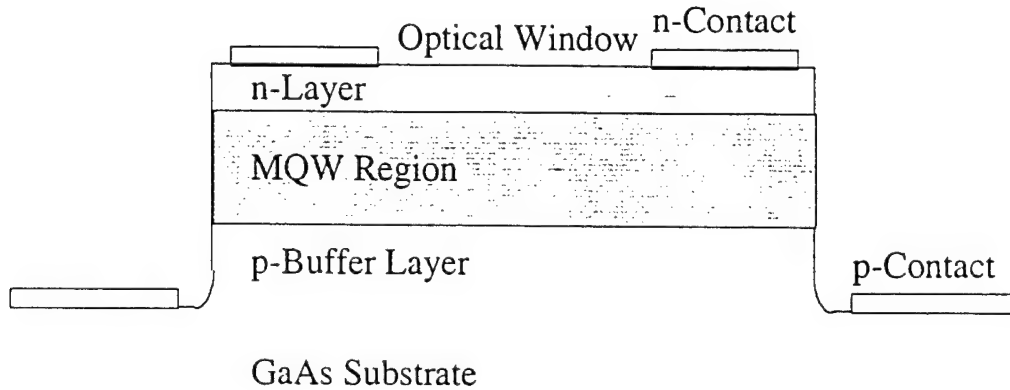 n-Contact
Optical Window
n-Layer
MQW Region
p-Buffer Layer
p-Contact
GaAs Substrate